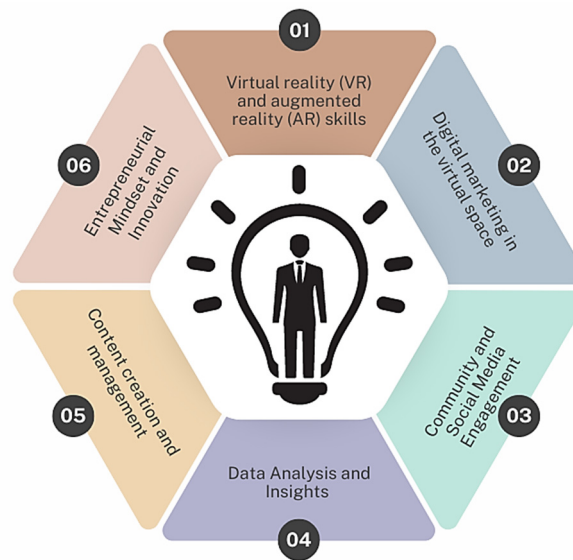 01
Virtual reality (VR)
and augmented
reality (AR) skills
02
Digital marketing in
the virtual space
03
Community and
Social Media
Engagement
04
Data Analysis and
Insights
05
Content creation and
management
06
Entrepreneurial
Mindset and
Innovation